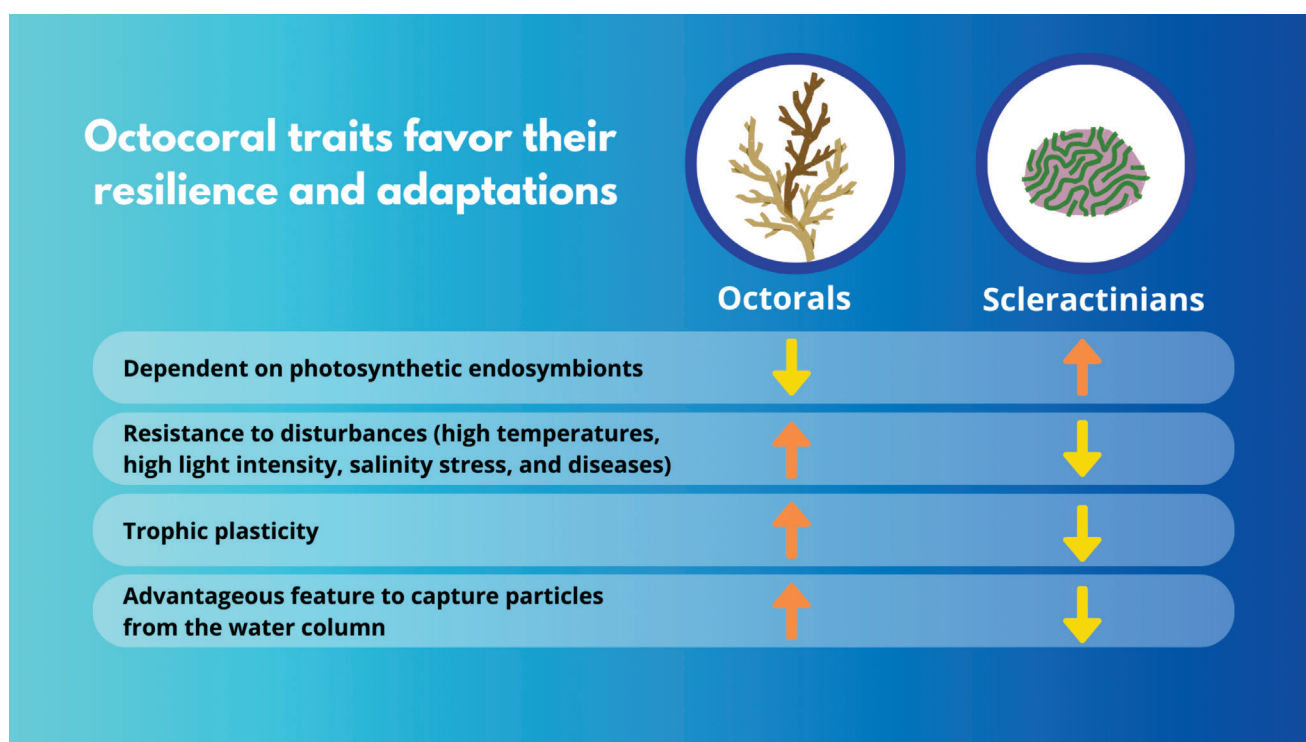 Octocoral traits favor their
resilience and adaptations
Octorals
Scleractinians
Dependent on photosynthetic endosymbionts
Resistance to disturbances (high temperatures,
high light intensity, salinity stress, and diseases)
Trophic plasticity
Advantageous feature to capture particles
from the water column